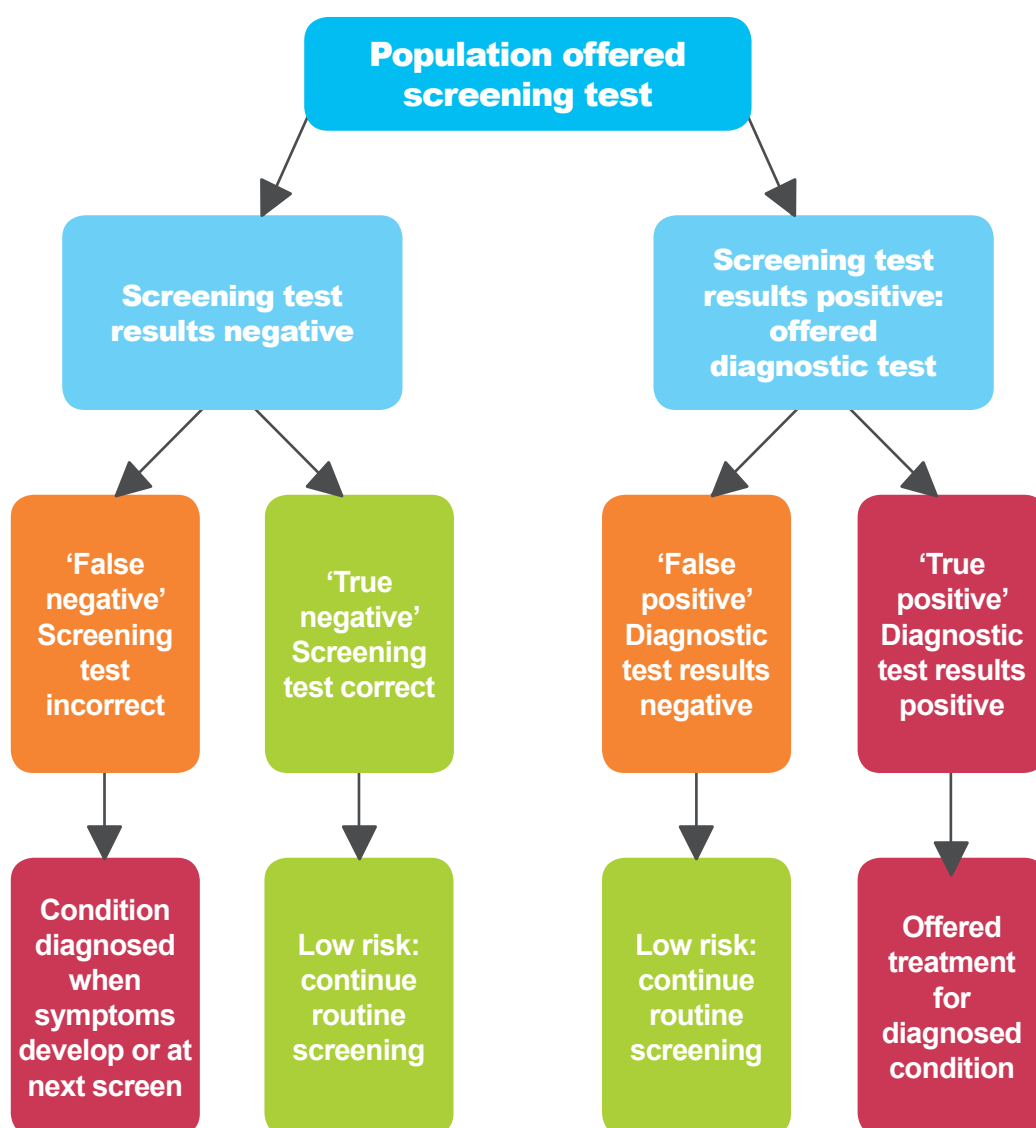 Population offered
screening test
Screening test
results negative
Screening test
results positive:
offered
diagnostic test
‘False
negative’
Screening
test
incorrect
‘True
negative’
Screening
test correct
‘False
positive’
Diagnostic
test results
negative
‘True
positive’
Diagnostic
test results
positive
Condition
diagnosed
when
symptoms
develop or at
next screen
Low risk:
continue
routine
screening
Low risk:
continue
routine
screening
Offered
treatment
for
diagnosed
condition